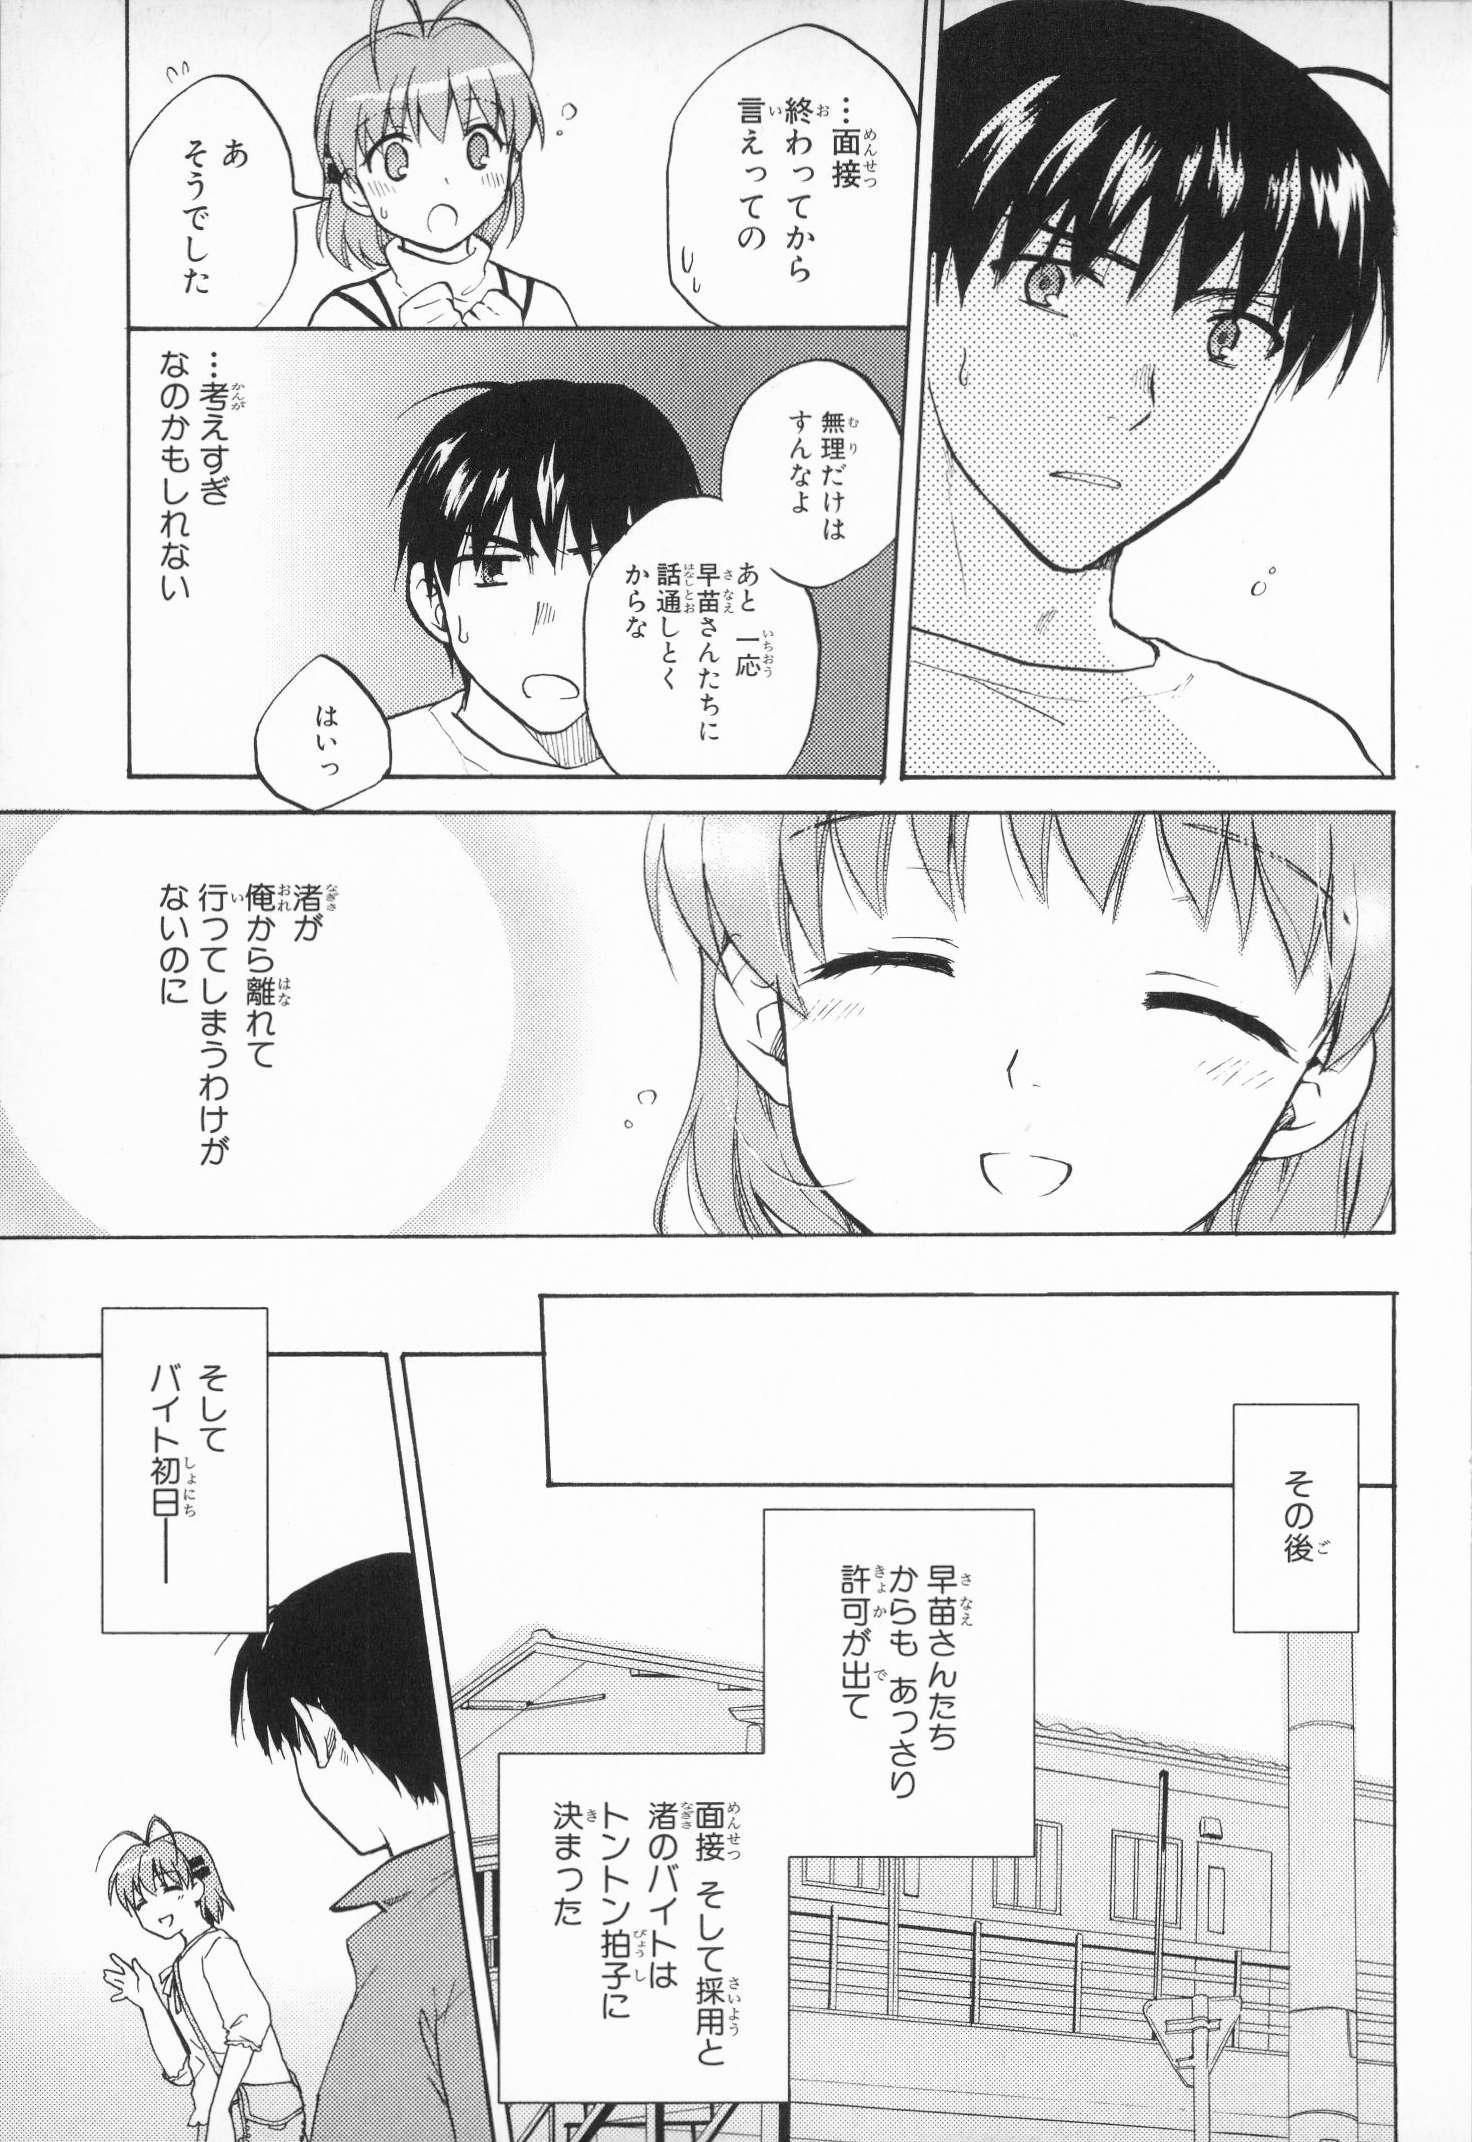 …面接
終わってから
言えっての
あ
そうでした
無理だけは
すんなよ
あと 一応
早苗さんたちに
話通しとく
からな
はいっ
…考えすぎ
なのかもしれない
渚が
俺から離れて
行ってしまうわけが
ないのに
その後
早苗さんたち
からも あっさり
許可が出て
面接 そして採用と
渚のバイトは
トントン拍子に
決まった
そして
バイト初日──